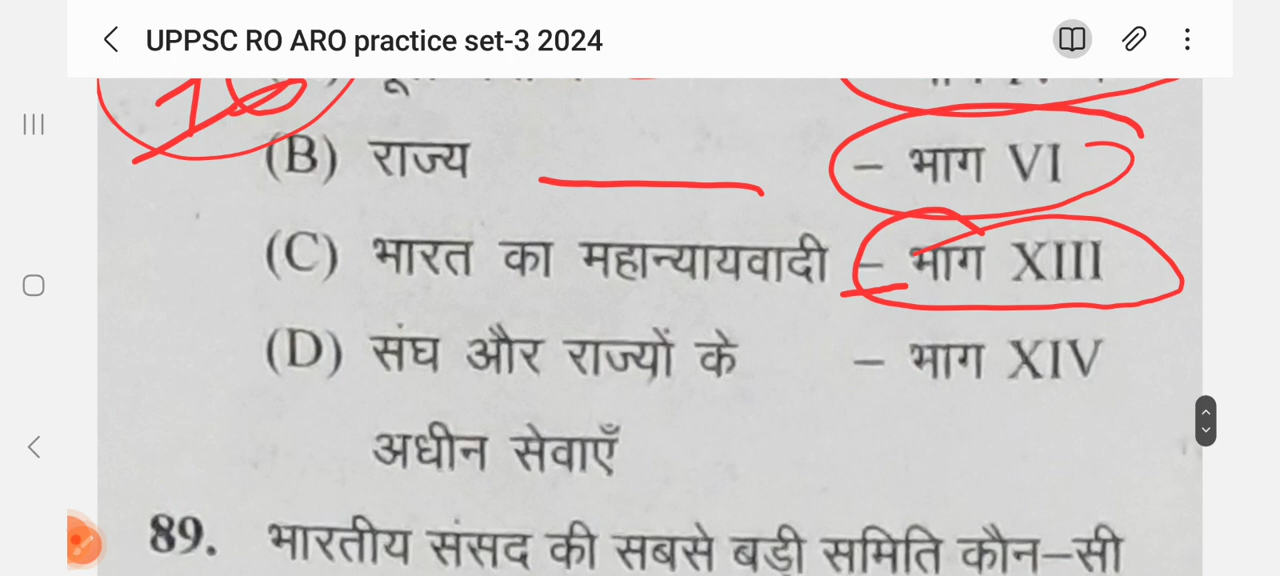 UPPSC RO ARO practice set-3 2024
(B) राज्य – भाग VI
(C) भारत का महान्यायवादी – भाग XIII
(D) संघ और राज्यों के – भाग XIV
अधीन सेवाएँ
89. भारतीय संसद की सबसे बड़ी समिति कौन-सी